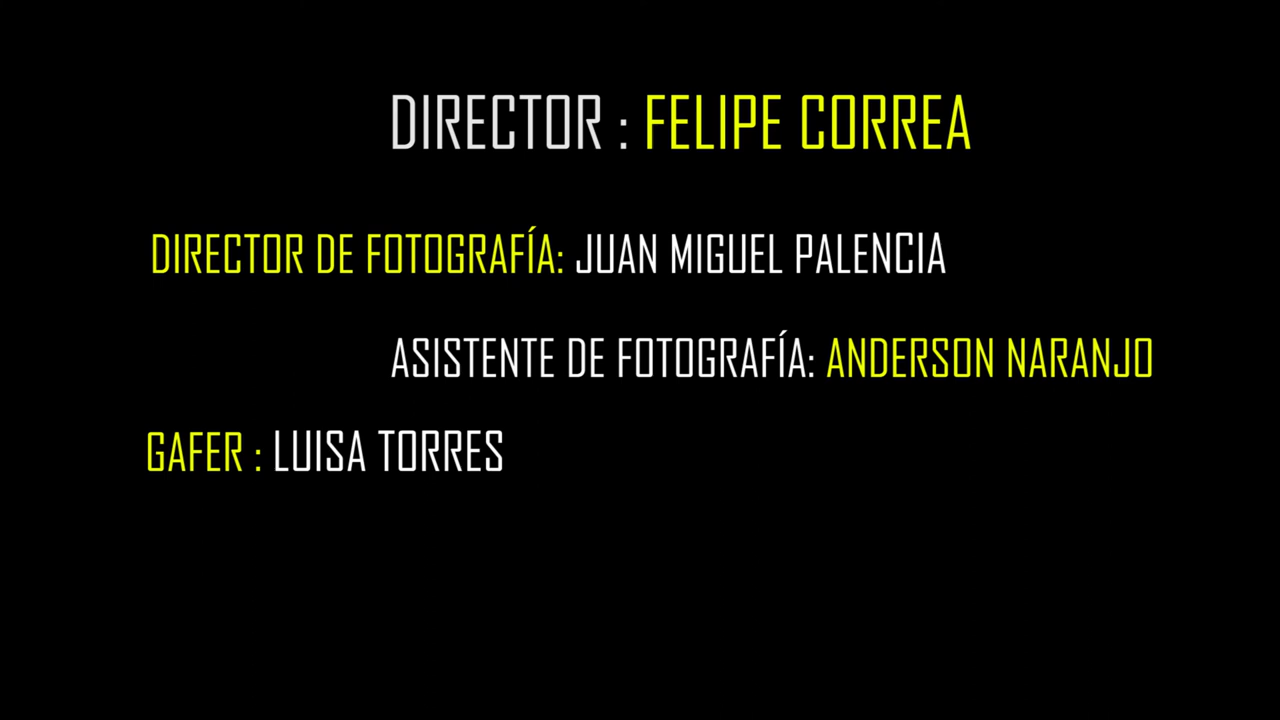 DIRECTOR : FELIPE CORREA
DIRECTOR DE FOTOGRAFÍA: JUAN MIGUEL PALENCIA
ASISTENTE DE FOTOGRAFÍA: ANDERSON NARANJO
GAFER : LUISA TORRES